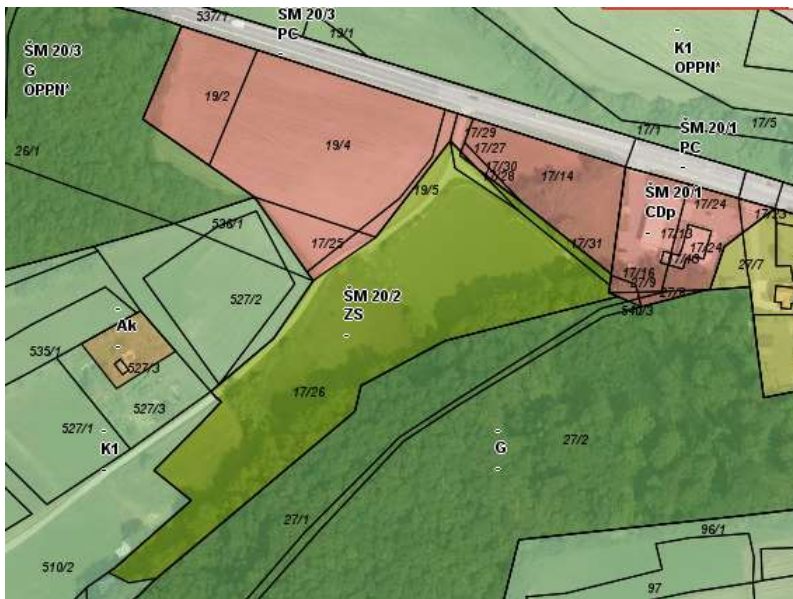 537/1
ŠM 20/3
PC
-
19/1
-
K1
OPPN*
ŠM 20/3
G
OPPN*
19/2
19/4
17/29
17/27
17/30
17/28
17/14
17/1
17/5
ŠM 20/1
PC
-
ŠM 20/1
CDp
-
17/24
17/23
17/13
17/24
26/1
19/5
17/25
17/31
17/16
27/9
27/8
27/7
536/1
527/2
ŠM 20/2
ZS
-
540/3
-
Ak
-
535/1
527/3
527/3
17/26
527/1
-
K1
-
-
G
-
27/2
27/1
510/2
96/1
97